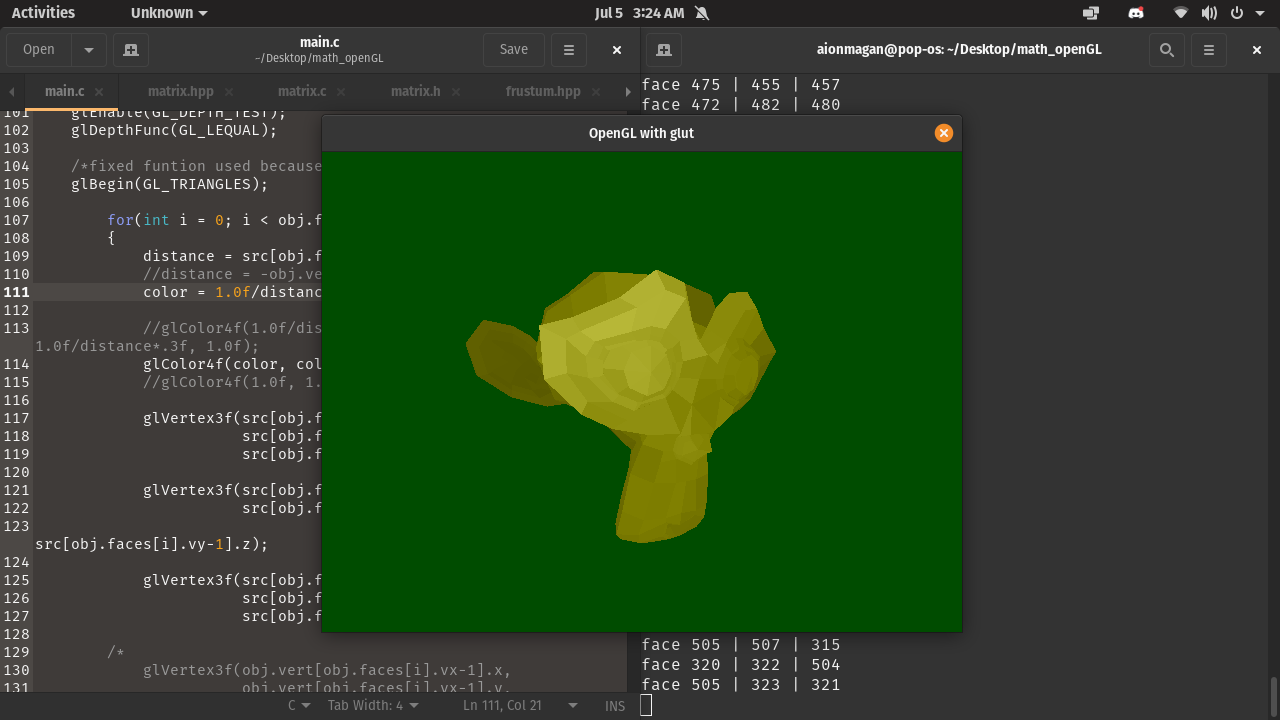 Activities
Unknown
Jul 5 3:24 AM
Open
main.c
~/Desktop/math_openGL
Save
aionmagan@pop-os: ~/Desktop/math_openGL
main.c
matrix.hpp
matrix.c
matrix.h
frustum.hpp
101 glEnable(GL_DEPTH_TEST);
102 glDepthFunc(GL_LEQUAL);
103
104 /*fixed funtion used because
105 glBegin(GL_TRIANGLES);
106
107 for(int i = 0; i < obj.f
108 {
109 distance = src[obj.f
110 //distance = -obj.ve
111 color = 1.0f/distanc
112
113 //glColor4f(1.0f/dis
1.0f/distance*.3f, 1.0f);
114 glColor4f(color, col
115 //glColor4f(1.0f, 1.
116
117 glVertex3f(src[obj.f
118 src[obj.f
119 src[obj.f
120
121 glVertex3f(src[obj.f
122 src[obj.f
123
src[obj.faces[i].vy-1].z);
124
125 glVertex3f(src[obj.f
126 src[obj.f
127 src[obj.f
128
129 /*
130 glVertex3f(obj.vert[obj.faces[i].vx-1].x,
131 obj.vert[obj.faces[i].vx-1].y,
C
Tab Width: 4
Ln 111, Col 21
INS
face 475 | 455 | 457
face 472 | 482 | 480
OpenGL with glut
face 505 | 507 | 315
face 320 | 322 | 504
face 505 | 323 | 321